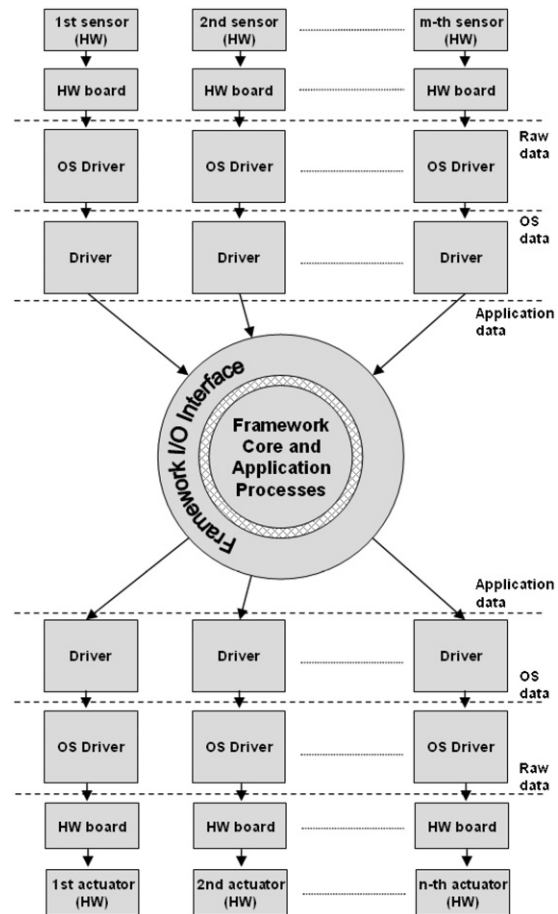 1st sensor
(HW)
2nd sensor
(HW)
m-th sensor
(HW)
HW board
HW board
HW board
Raw
data
OS Driver
OS Driver
OS Driver
OS
data
Driver
Driver
Driver
Application
data
Framework I/O Interface
Framework
Core and
Application
Processes
Application
data
Driver
Driver
Driver
OS
data
OS Driver
OS Driver
OS Driver
Raw
data
HW board
HW board
HW board
1st actuator
(HW)
2nd actuator
(HW)
n-th actuator
(HW)